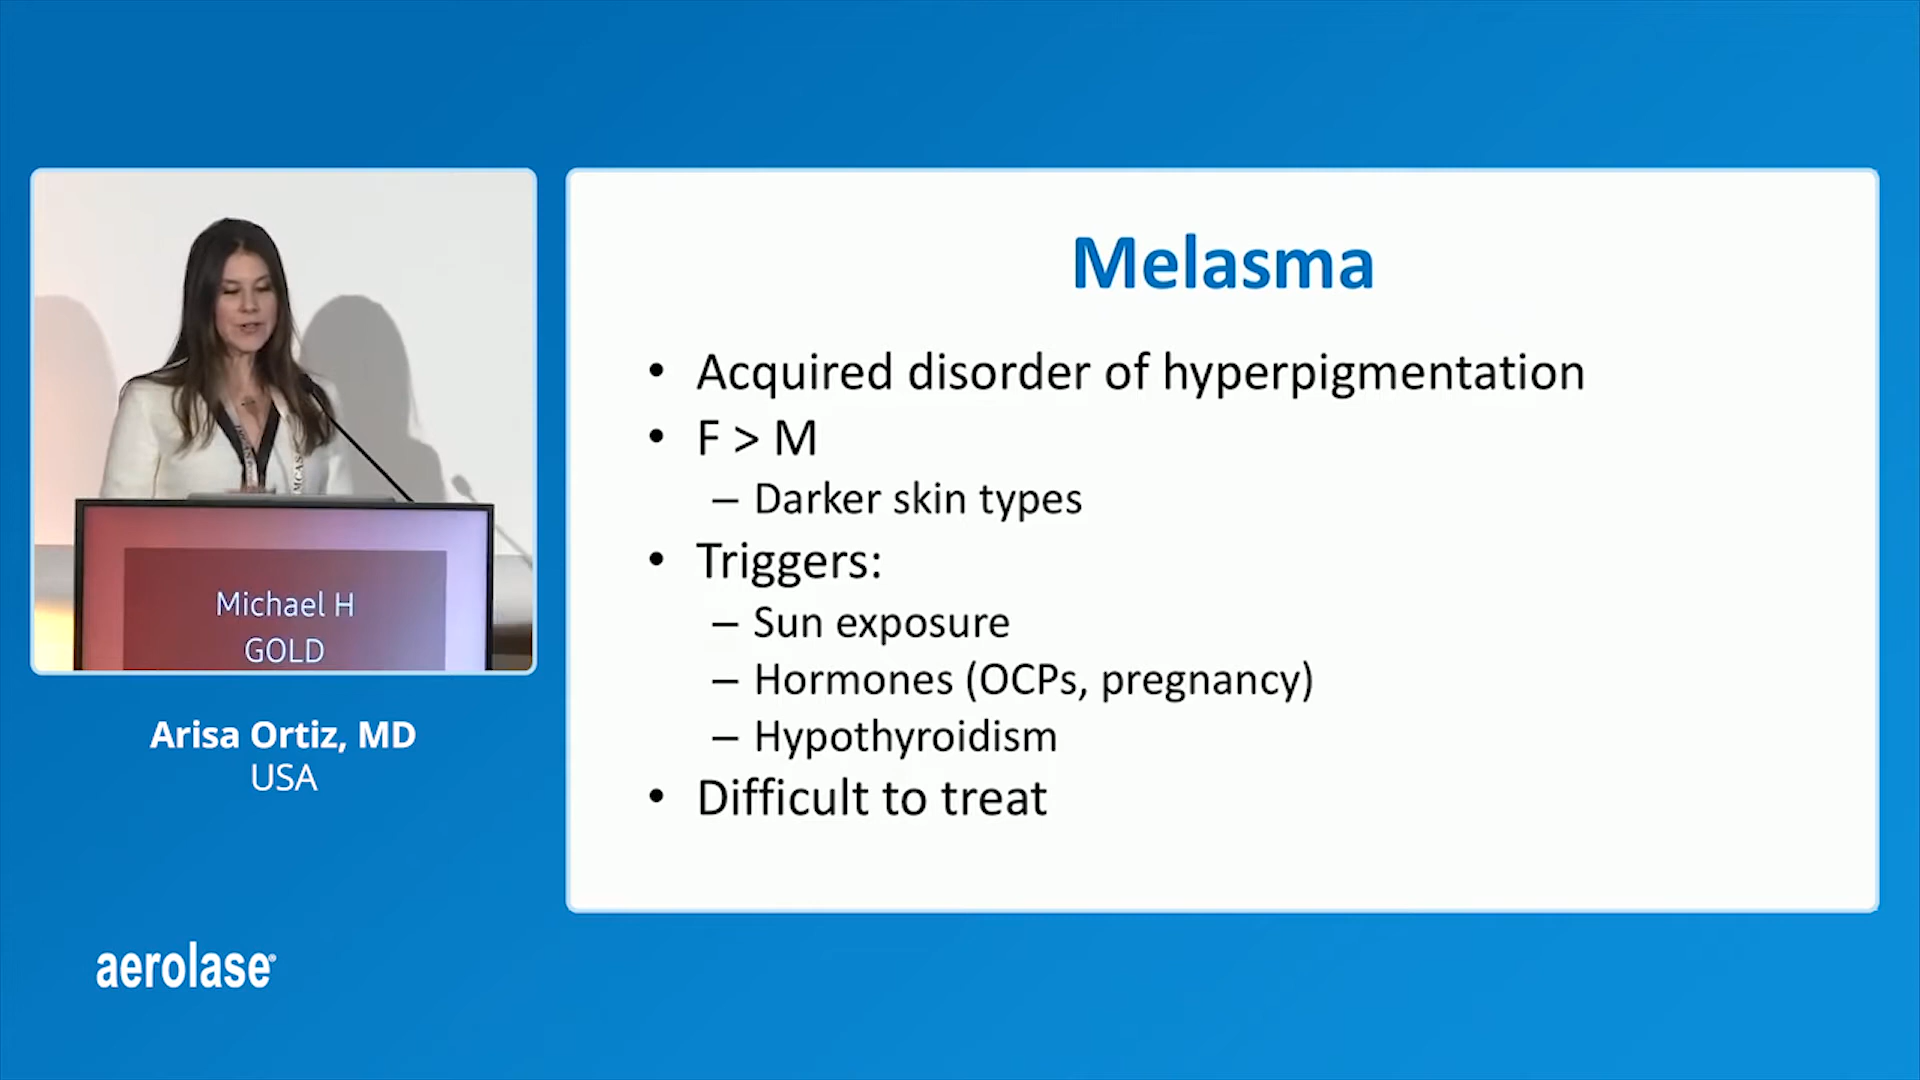 Melasma
• Acquired disorder of hyperpigmentation
• F > M
– Darker skin types
• Triggers:
– Sun exposure
– Hormones (OCPs, pregnancy)
– Hypothyroidism
• Difficult to treat
Michael H
GOLD
Arisa Ortiz, MD
USA
aerolase®